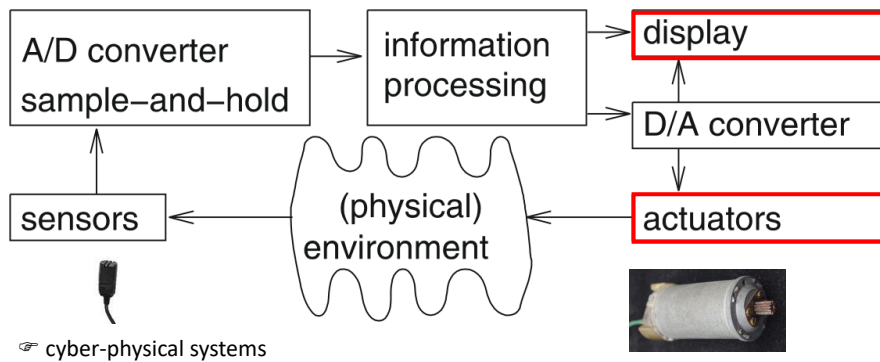 A/D converter
sample–and–hold
information
processing
display
D/A converter
sensors
(physical)
environment
actuators
☞ cyber-physical systems